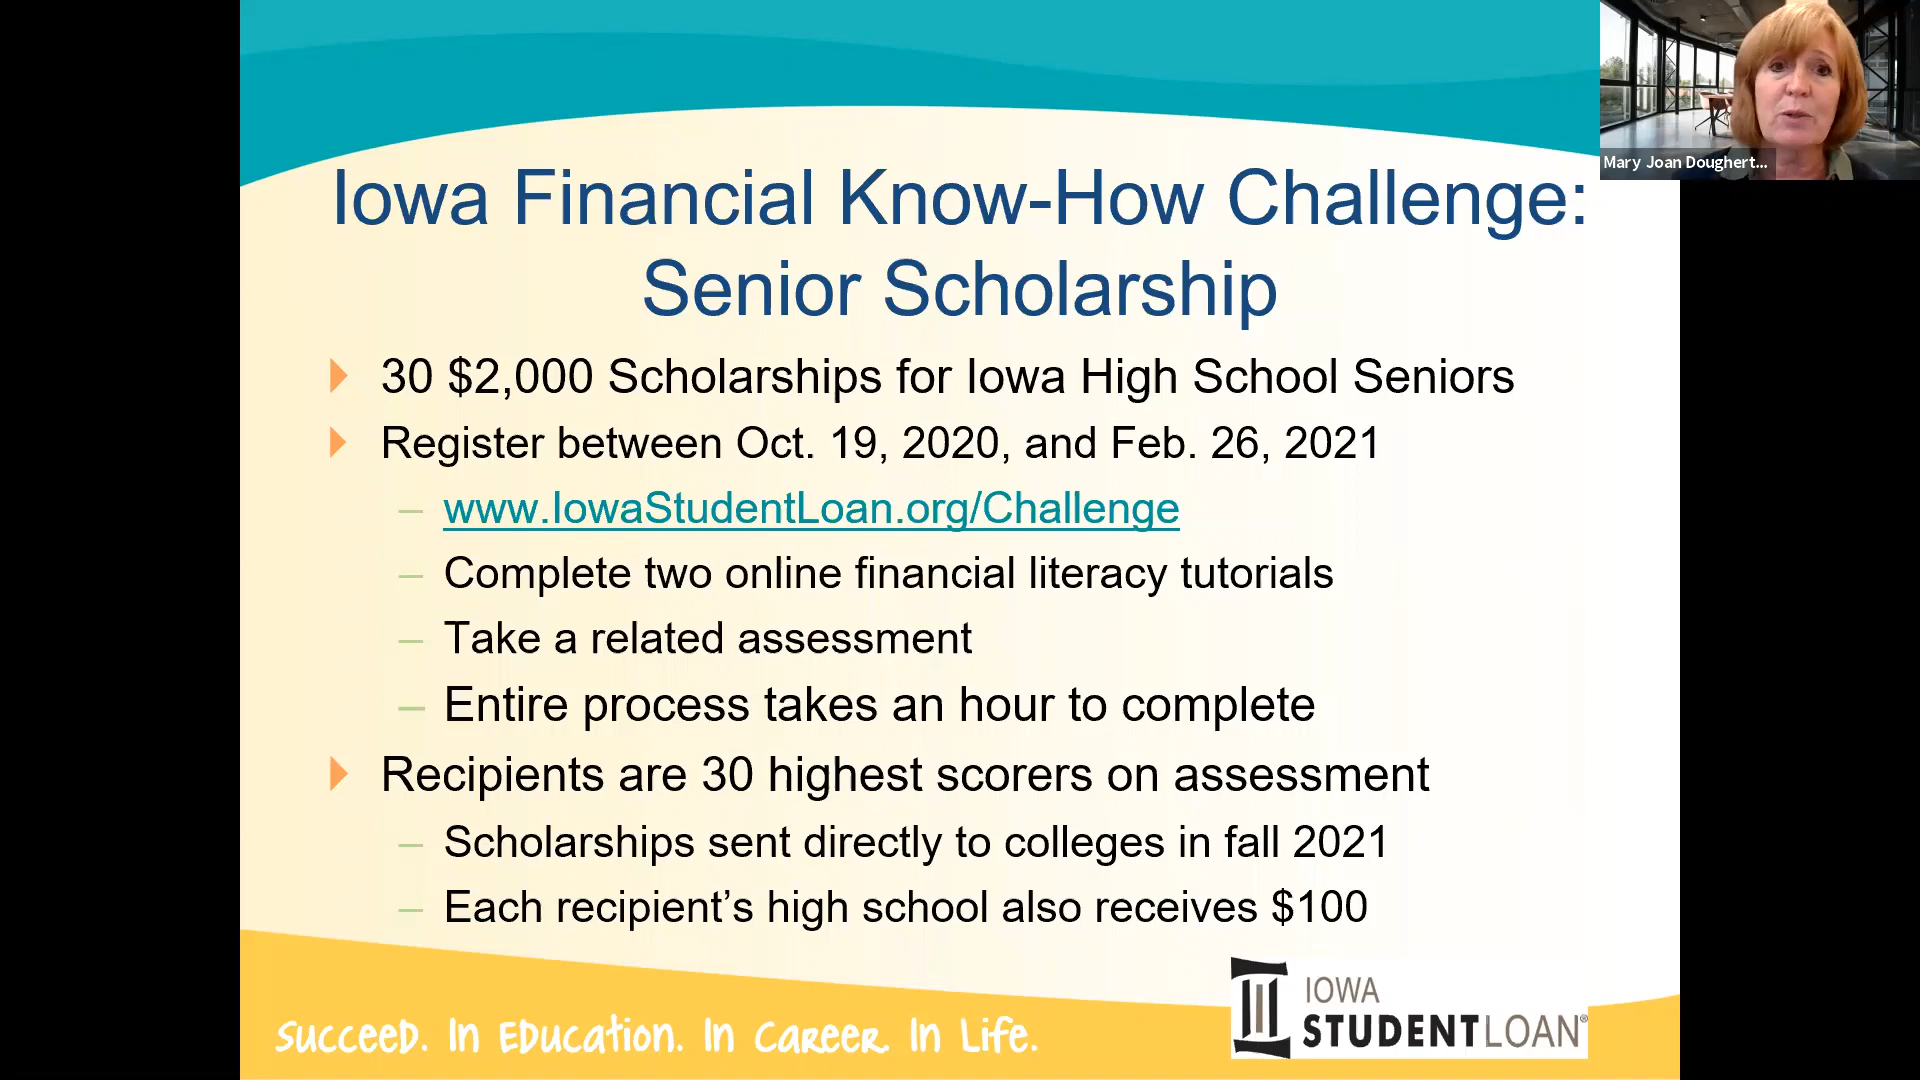 Mary Joan Doughert...
Iowa Financial Know-How Challenge:
Senior Scholarship
30 $2,000 Scholarships for Iowa High School Seniors
Register between Oct. 19, 2020, and Feb. 26, 2021
– www.IowaStudentLoan.org/Challenge
– Complete two online financial literacy tutorials
– Take a related assessment
– Entire process takes an hour to complete
Recipients are 30 highest scorers on assessment
– Scholarships sent directly to colleges in fall 2021
– Each recipient’s high school also receives $100
Succeed. In Education. In Career. In Life.
IOWA
STUDENTLOAN®